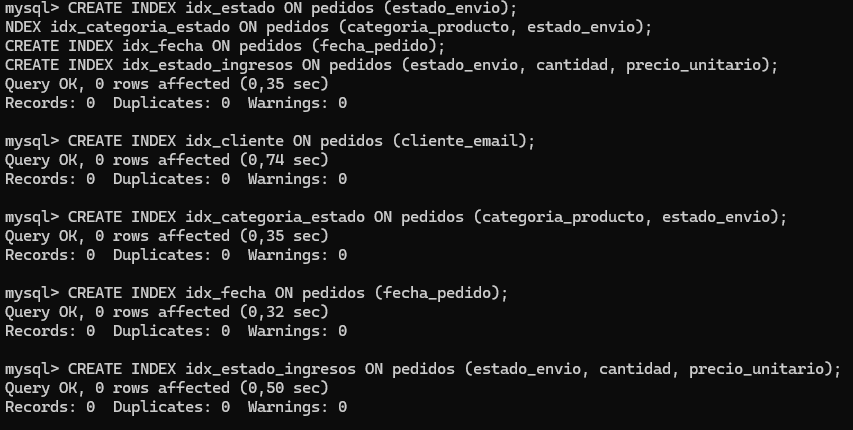 mysql> CREATE INDEX idx_estado ON pedidos (estado_envio);
NDEX idx_categoria_estado ON pedidos (categoria_producto, estado_envio);
CREATE INDEX idx_fecha ON pedidos (fecha_pedido);
CREATE INDEX idx_estado_ingresos ON pedidos (estado_envio, cantidad, precio_unitario);
Query OK, 0 rows affected (0,35 sec)
Records: 0  Duplicates: 0  Warnings: 0

mysql> CREATE INDEX idx_cliente ON pedidos (cliente_email);
Query OK, 0 rows affected (0,74 sec)
Records: 0  Duplicates: 0  Warnings: 0

mysql> CREATE INDEX idx_categoria_estado ON pedidos (categoria_producto, estado_envio);
Query OK, 0 rows affected (0,35 sec)
Records: 0  Duplicates: 0  Warnings: 0

mysql> CREATE INDEX idx_fecha ON pedidos (fecha_pedido);
Query OK, 0 rows affected (0,32 sec)
Records: 0  Duplicates: 0  Warnings: 0

mysql> CREATE INDEX idx_estado_ingresos ON pedidos (estado_envio, cantidad, precio_unitario);
Query OK, 0 rows affected (0,50 sec)
Records: 0  Duplicates: 0  Warnings: 0